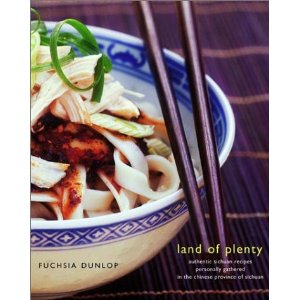 land of plenty
authentic sichuan recipes
personally gathered
in the chinese province of sichuan
FUCHSIA DUNLOP